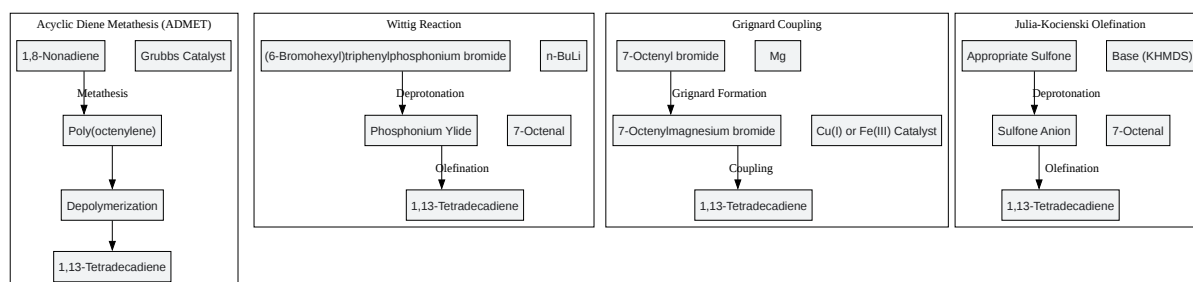 Acyclic Diene Metathesis (ADMET)
1,8-Nonadiene
Grubbs Catalyst
Metathesis
Poly(octenylene)
Depolymerization
1,13-Tetradecadiene
Wittig Reaction
(6-Bromohexyl)triphenylphosphonium bromide
n-BuLi
Deprotonation
Phosphonium Ylide
7-Octenal
Olefination
1,13-Tetradecadiene
Grignard Coupling
7-Octenyl bromide
Mg
Grignard Formation
7-Octenylmagnesium bromide
Cu(I) or Fe(III) Catalyst
Coupling
1,13-Tetradecadiene
Julia-Kocienski Olefination
Appropriate Sulfone
Base (KHMDS)
Deprotonation
Sulfone Anion
7-Octenal
Olefination
1,13-Tetradecadiene